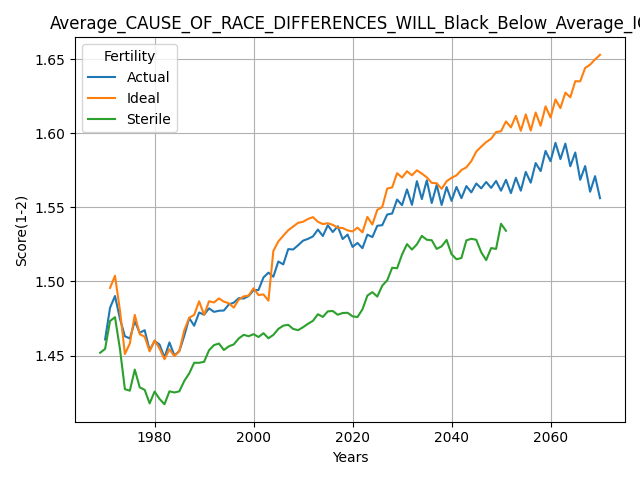 Average_CAUSE_OF_RACE_DIFFERENCES_WILL_Black_Below_Average_IC
Fertility
Actual
Ideal
Sterile
Score(1-2)
1.65
1.60
1.55
1.50
1.45
1980
2000
2020
2040
2060
Years